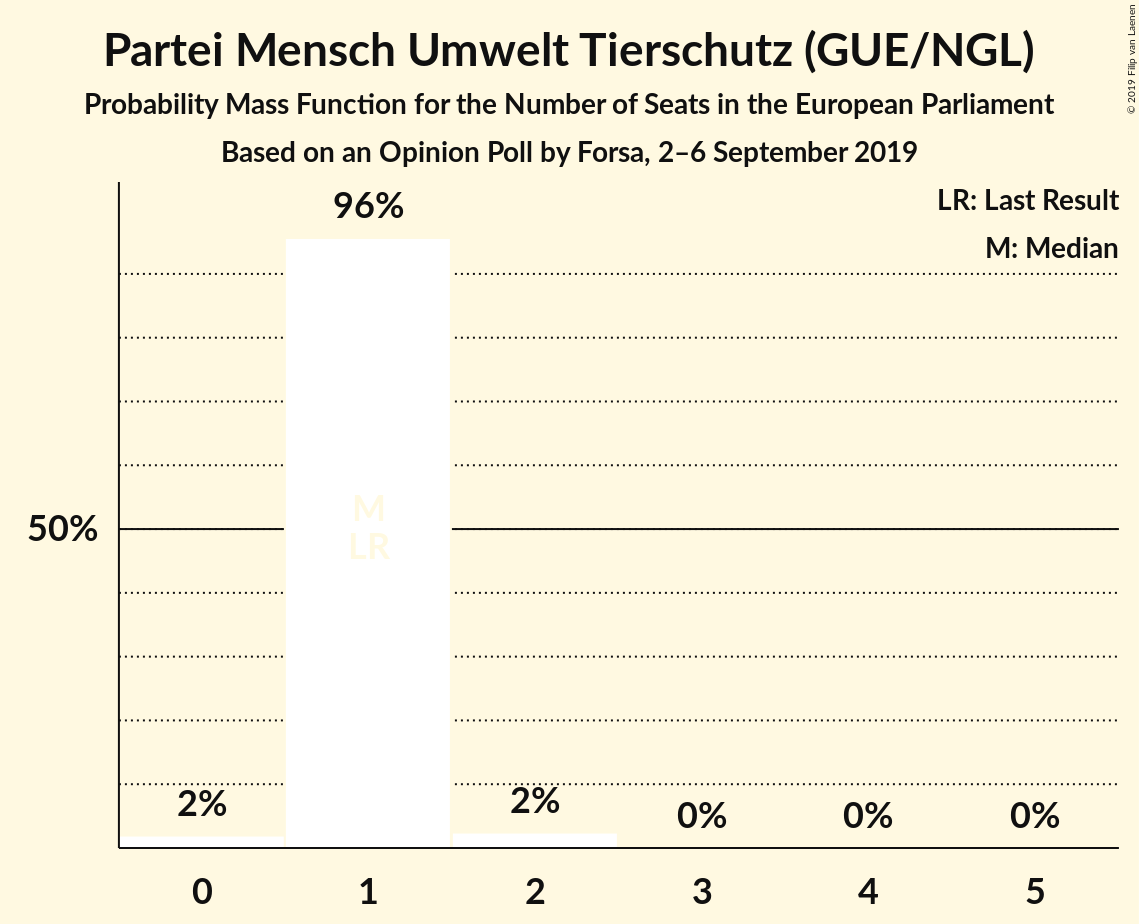 Partei Mensch Umwelt Tierschutz (GUE/NGL)
Probability Mass Function for the Number of Seats in the European Parliament
Based on an Opinion Poll by Forsa, 2–6 September 2019
© 2019 Filip van Laenen
LR: Last Result
M: Median
96%
M
LR
50%
2%
2%
0%
0%
0%
0
1
2
3
4
5